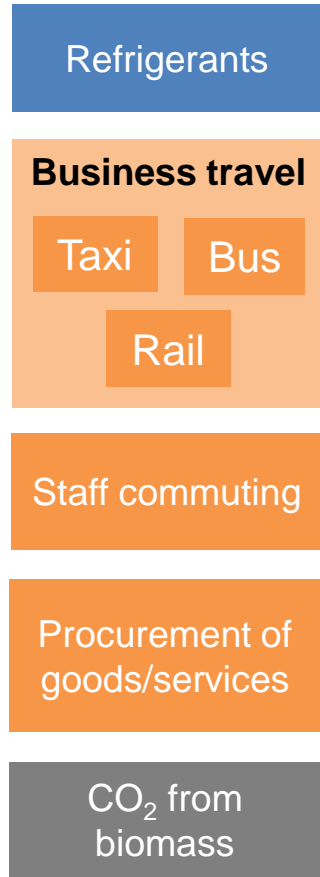 Refrigerants
Business travel
Taxi
Bus
Rail
Staff commuting
Procurement of
goods/services
CO₂ from
biomass